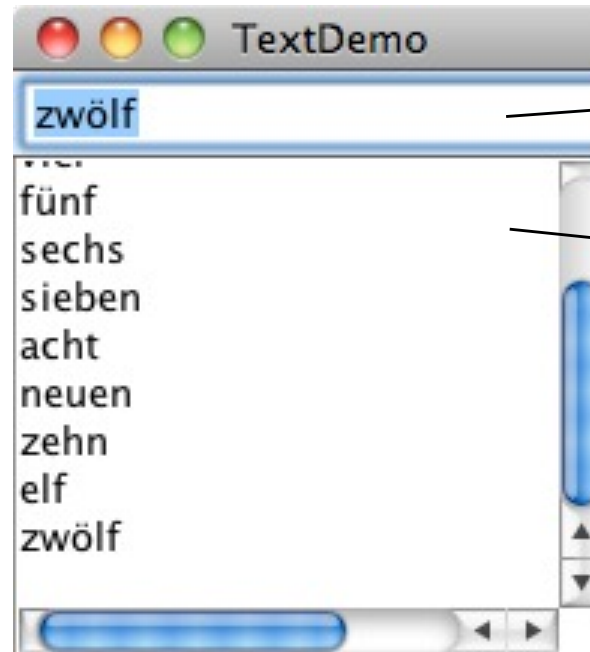 TextDemo
zwölf
fünf
sechs
sieben
acht
neuen
zehn
elf
zwölf